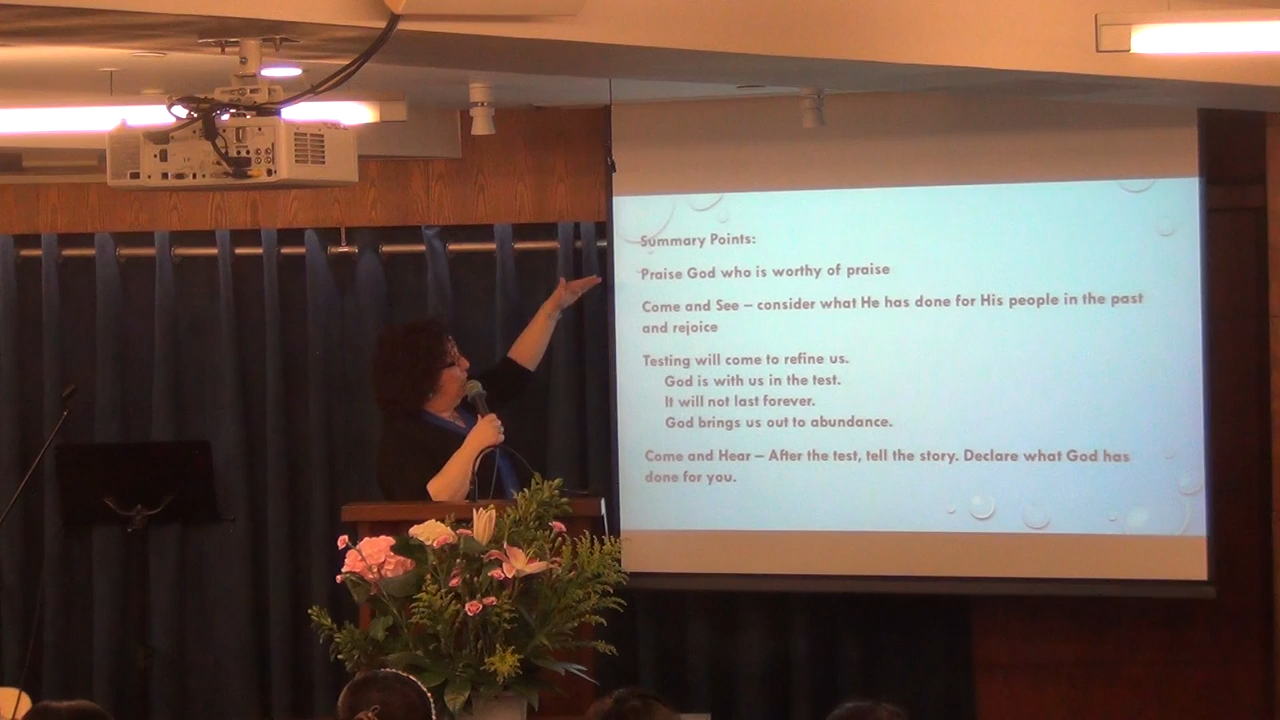 Summary Points:
Praise God who is worthy of praise
Come and See – consider what He has done for His people in the past
and rejoice
Testing will come to refine us.
God is with us in the test.
It will not last forever.
God brings us out to abundance.
Come and Hear – After the test, tell the story. Declare what God has
done for you.